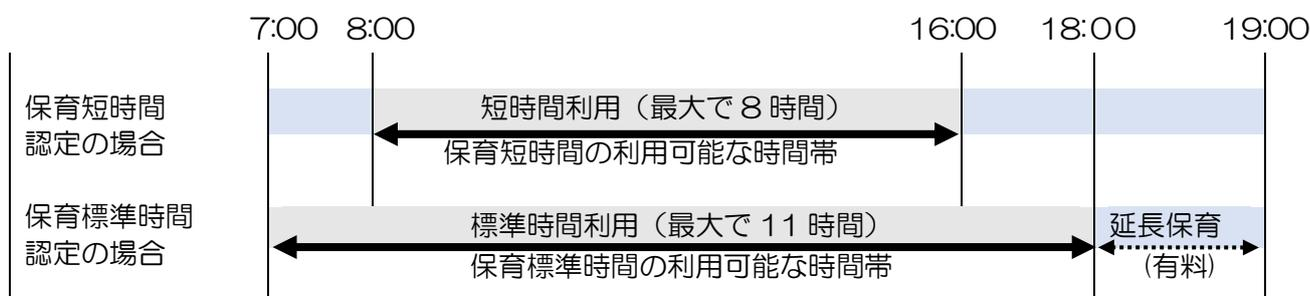 7:00 8:00 16:00 18:00 19:00
保育短時間
認定の場合
短時間利用（最大で8時間）
保育短時間の利用可能な時間帯
保育標準時間
認定の場合
標準時間利用（最大で 11 時間）
保育標準時間の利用可能な時間帯
延長保育
(有料)